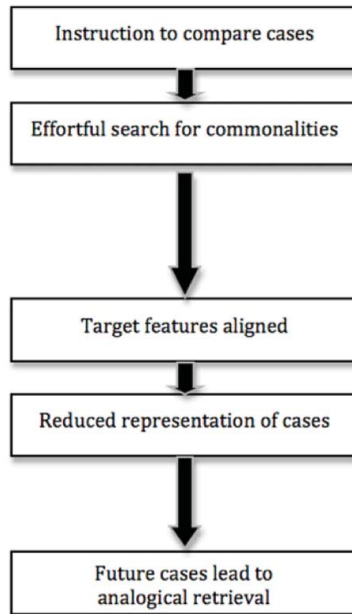 Instruction to compare cases
Effortful search for commonalities
Target features aligned
Reduced representation of cases
Future cases lead to
analogical retrieval